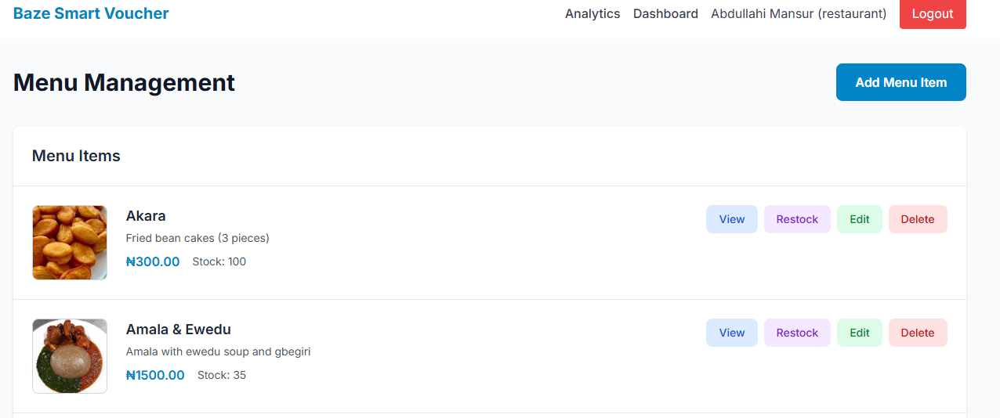 Baze Smart Voucher
Analytics Dashboard Abdullahi Mansur (restaurant) Logout
Menu Management
Add Menu Item
Menu Items
Akara
Fried bean cakes (3 pieces)
₦300.00 Stock: 100
View Restock Edit Delete
Amala & Ewedu
Amala with ewedu soup and gbegiri
₦1500.00 Stock: 35
View Restock Edit Delete